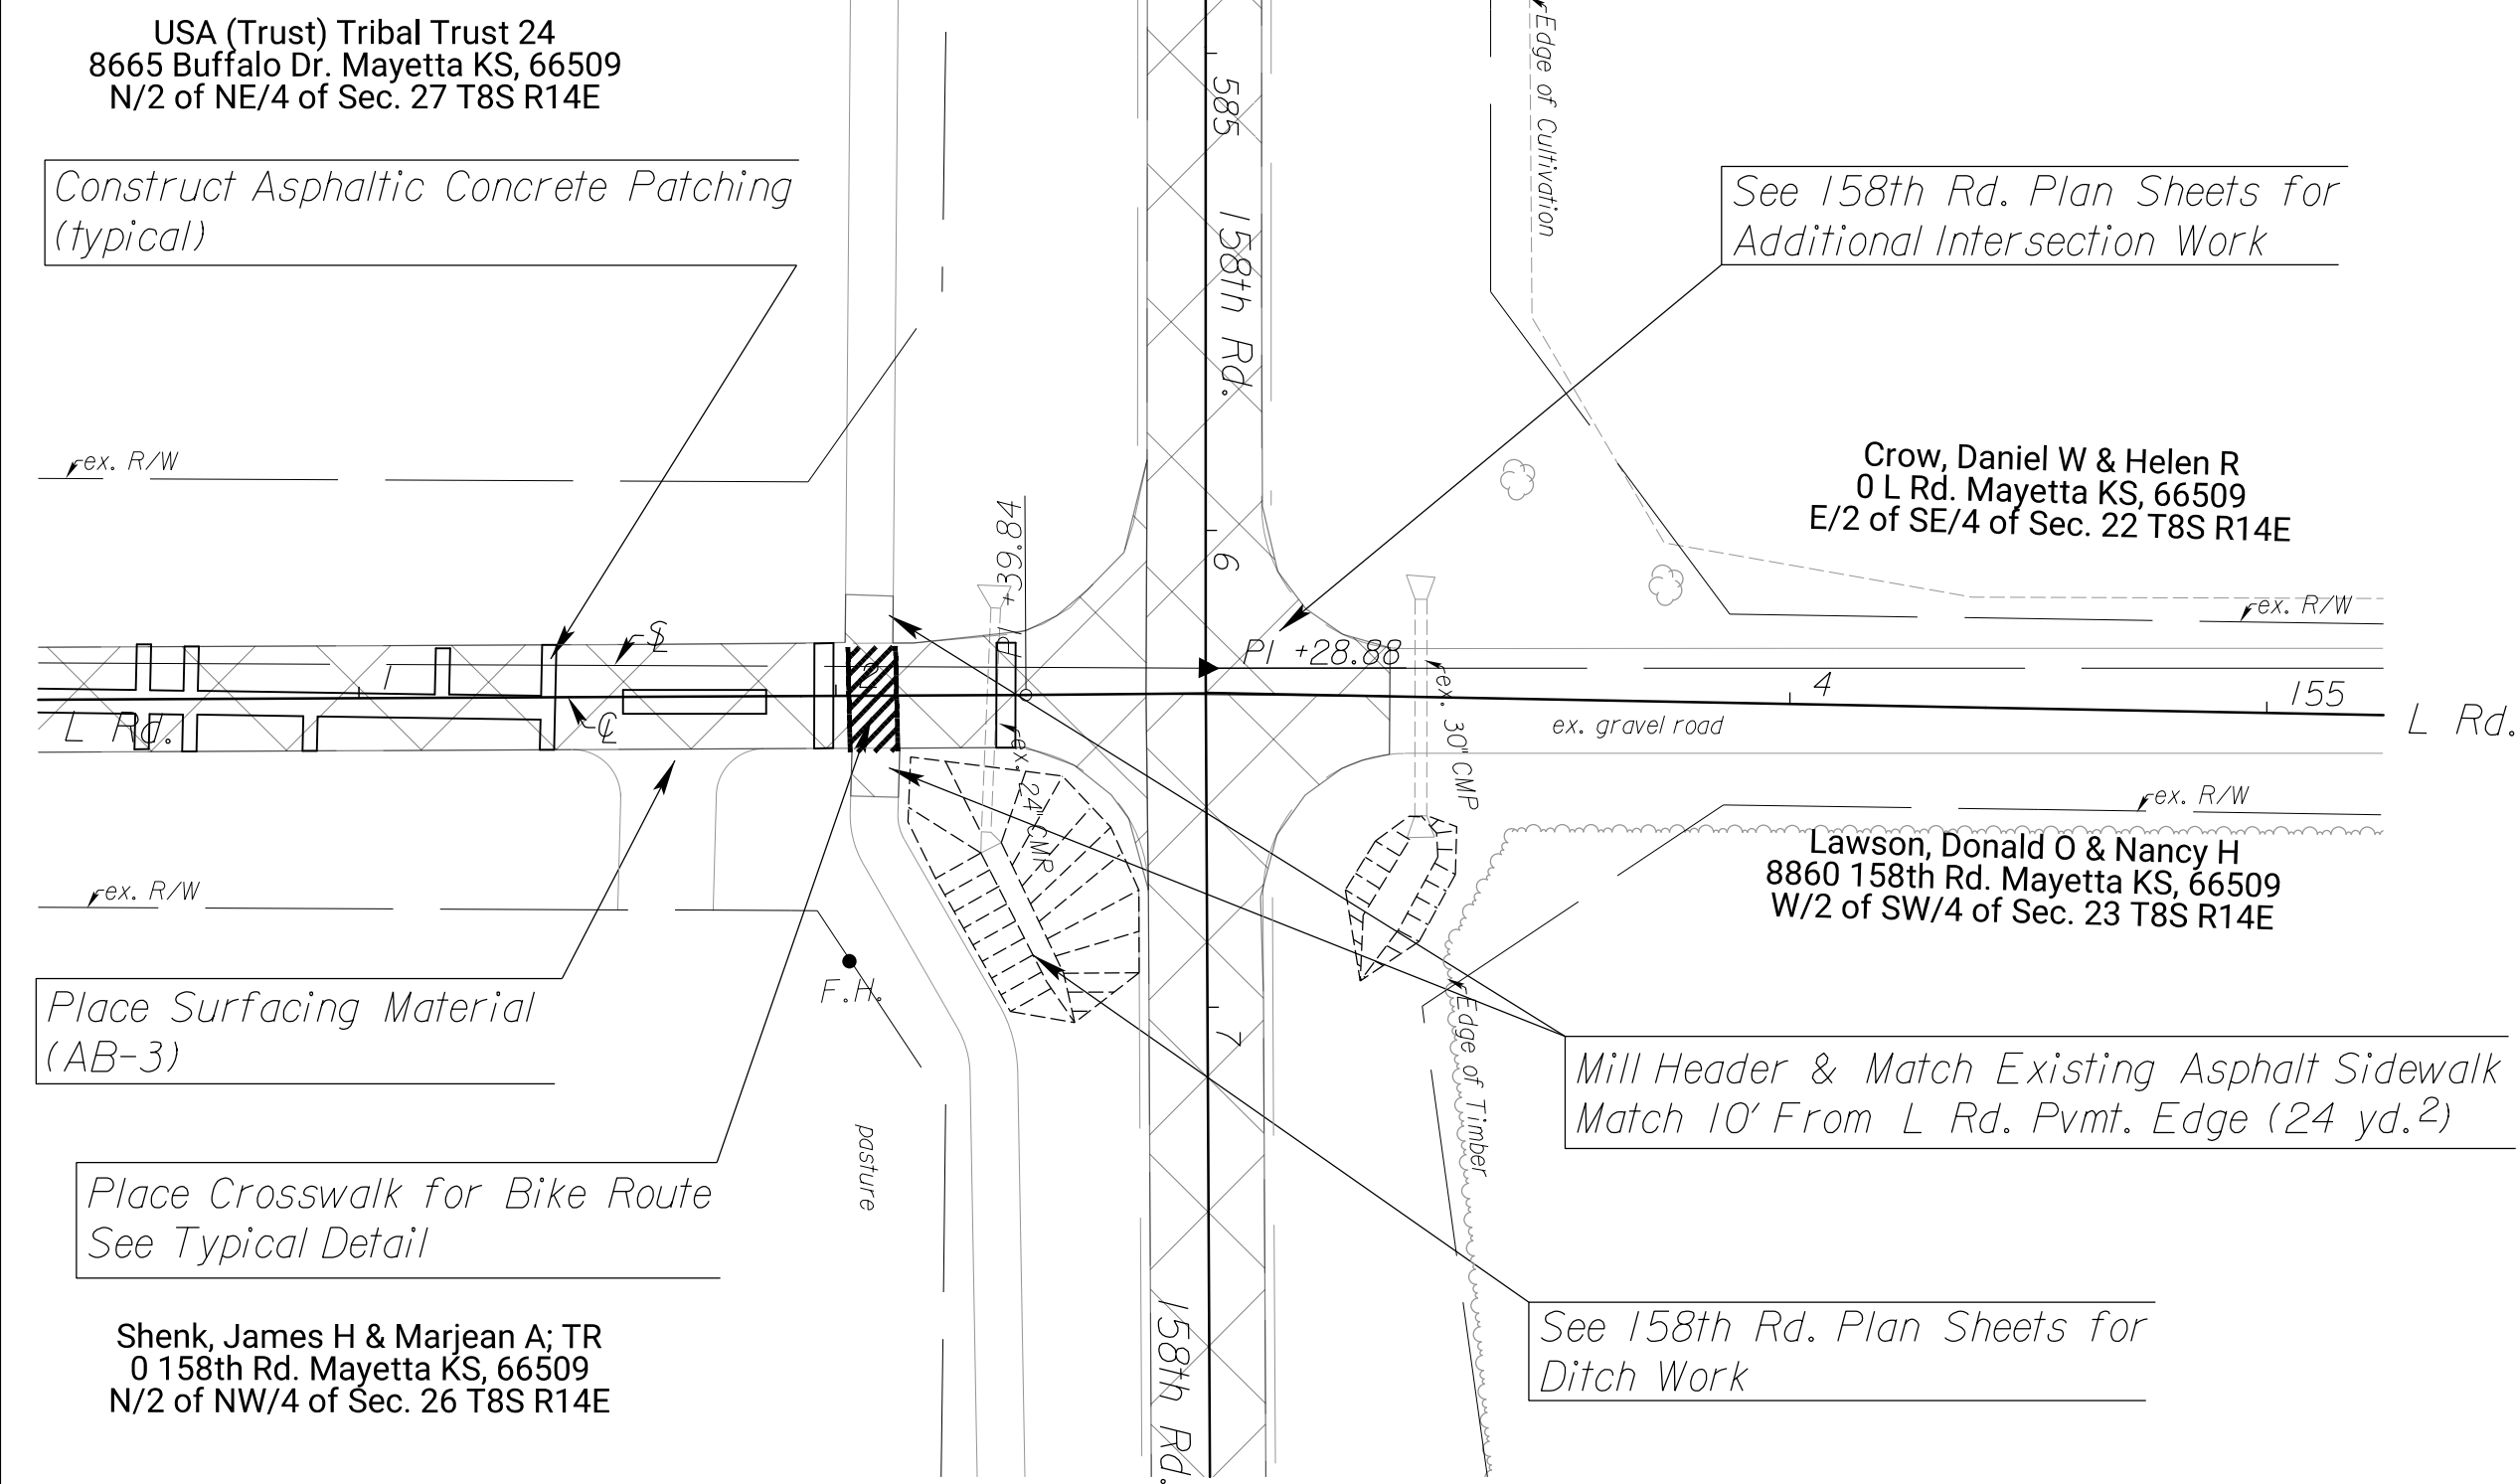 USA (Trust) Tribal Trust 24
8665 Buffalo Dr. Mayetta KS, 66509
N/2 of NE/4 of Sec. 27 T8S R14E
Construct Asphaltic Concrete Patching
(typical)
585
158th Rd.
Edge of Cultivation
See 158th Rd. Plan Sheets for
Additional Intersection Work
ex. R/W
Crow, Daniel W & Helen R
0 L Rd. Mayetta KS, 66509
E/2 of SE/4 of Sec. 22 T8S R14E
PI +39.84
6
ex. R/W
SL
PI +28.88
1
2
4
155
L Rd.
CL
ex. gravel road
L Rd.
ex. 24" CMP
ex. 30" CMP
ex. R/W
ex. R/W
Lawson, Donald O & Nancy H
8860 158th Rd. Mayetta KS, 66509
W/2 of SW/4 of Sec. 23 T8S R14E
F.H.
Place Surfacing Material
(AB-3)
7
Edge of Timber
Mill Header & Match Existing Asphalt Sidewalk
Match 10' From L Rd. Pvmt. Edge (24 yd.²)
pasture
Place Crosswalk for Bike Route
See Typical Detail
Shenk, James H & Marjean A; TR
0 158th Rd. Mayetta KS, 66509
N/2 of NW/4 of Sec. 26 T8S R14E
158th Rd.
See 158th Rd. Plan Sheets for
Ditch Work